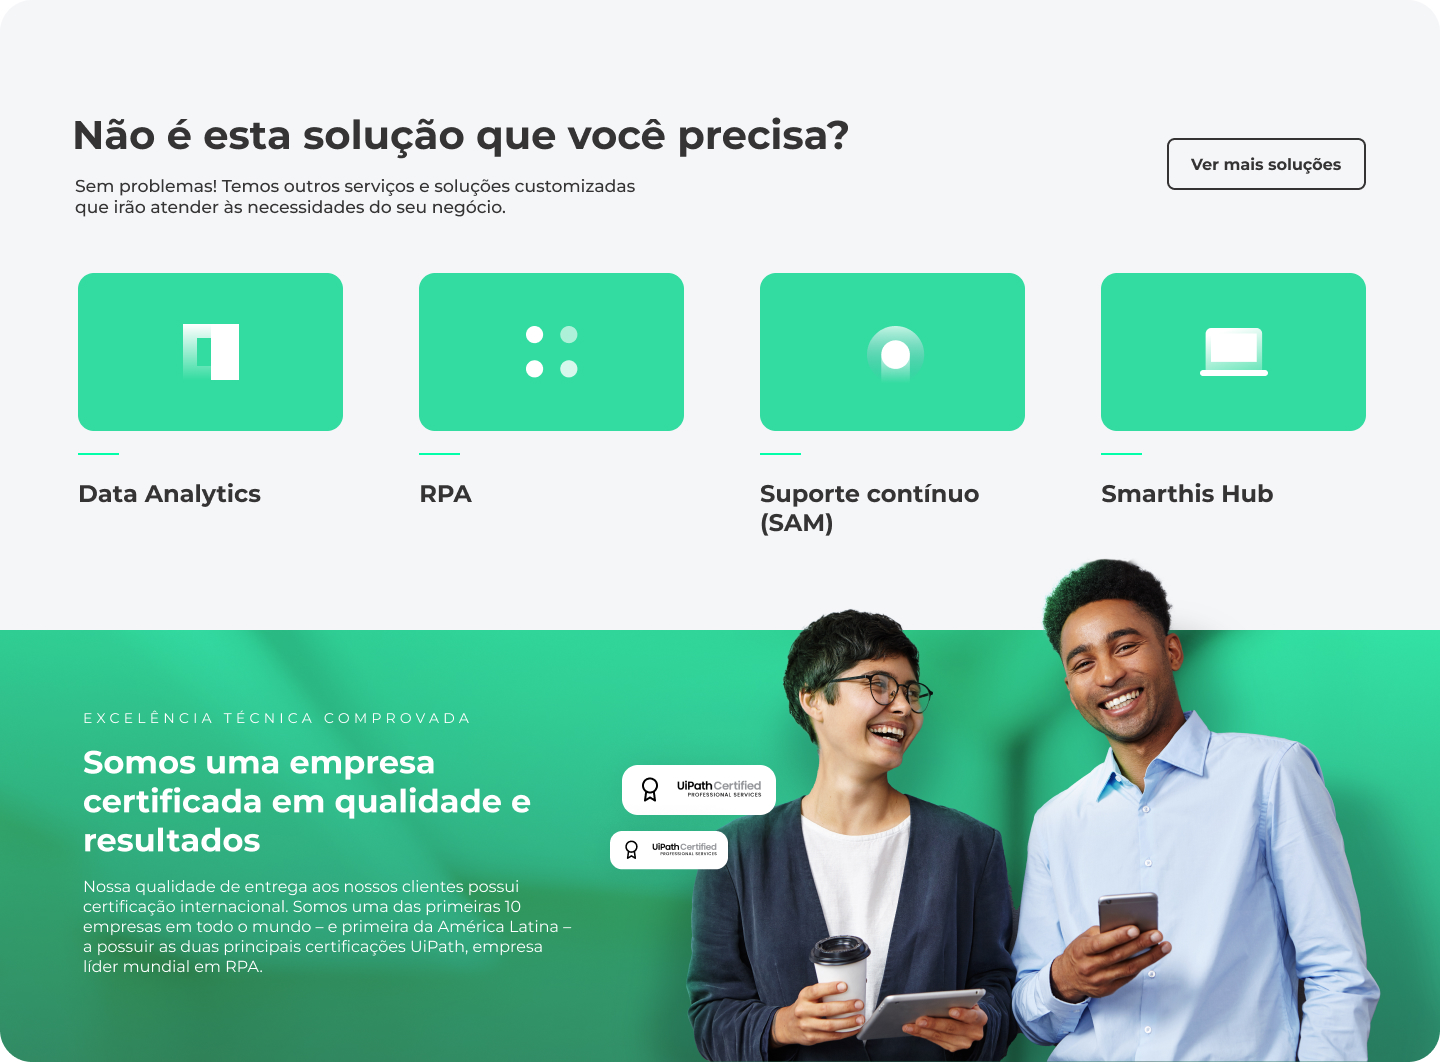 Não é esta solução que você precisa?
Sem problemas! Temos outros serviços e soluções customizadas
que irão atender às necessidades do seu negócio.
Ver mais soluções
Data Analytics
RPA
Suporte contínuo
(SAM)
Smarthis Hub
EXCELÊNCIA TÉCNICA COMPROVADA
Somos uma empresa
certificada em qualidade e
resultados
Nossa qualidade de entrega aos nossos clientes possui
certificação internacional. Somos uma das primeiras 10
empresas em todo o mundo – e primeira da América Latina –
a possuir as duas principais certificações UiPath, empresa
líder mundial em RPA.
UiPath Certified
PROFESSIONAL SERVICES
UiPath Certified
PROFESSIONAL SERVICES